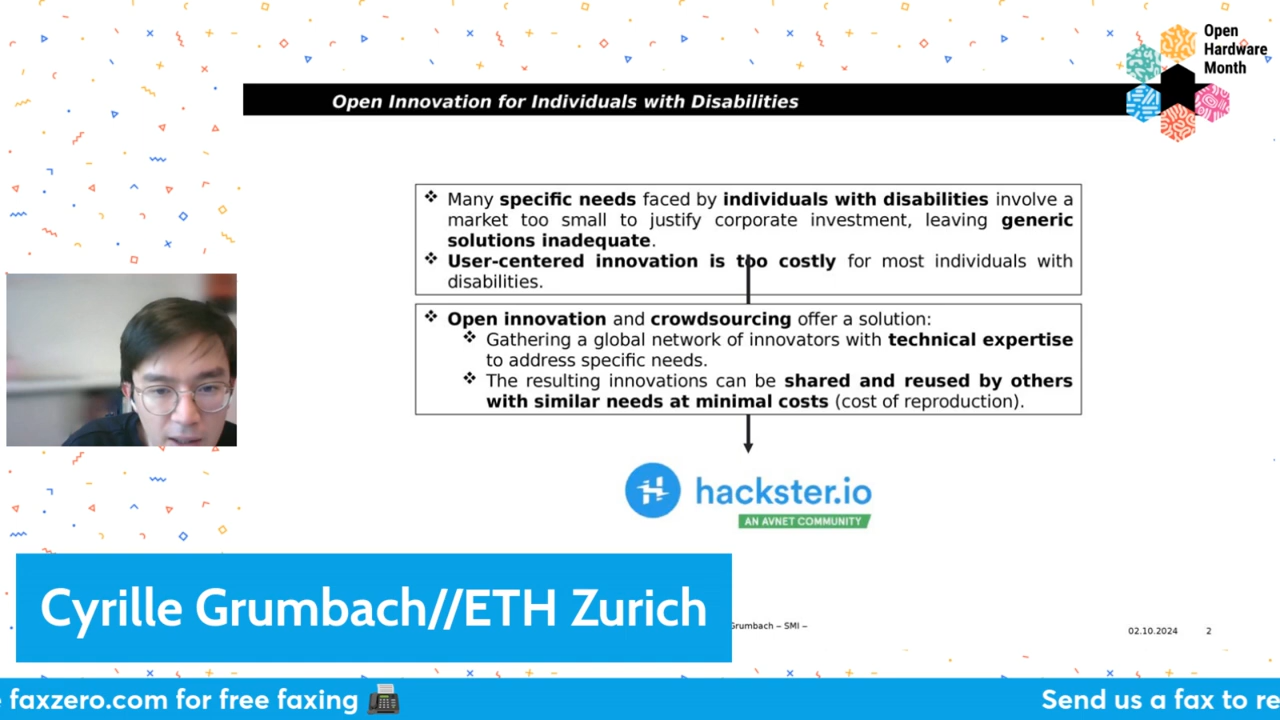 Open
Hardware
Month
Open Innovation for Individuals with Disabilities
❖ Many specific needs faced by individuals with disabilities involve a
market too small to justify corporate investment, leaving generic
solutions inadequate.
❖ User-centered innovation is too costly for most individuals with
disabilities.
❖ Open innovation and crowdsourcing offer a solution:
❖ Gathering a global network of innovators with technical expertise
to address specific needs.
❖ The resulting innovations can be shared and reused by others
with similar needs at minimal costs (cost of reproduction).
hackster.io
AN AVNET COMMUNITY
Cyrille Grumbach//ETH Zurich
Grumbach – SMI –
02.10.2024 2
faxzero.com for free faxing
Send us a fax to re